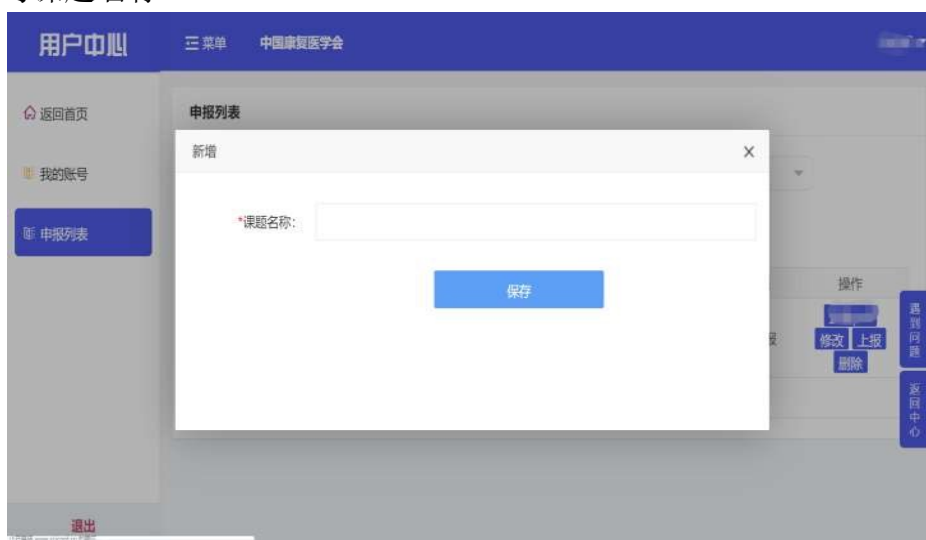 用户中心
菜单 中国康复医学会
返回首页
我的账号
申报列表
退出
申报列表
新增 X
*课题名称:
保存
操作
修改 上报
删除
遇到问题
返回中心